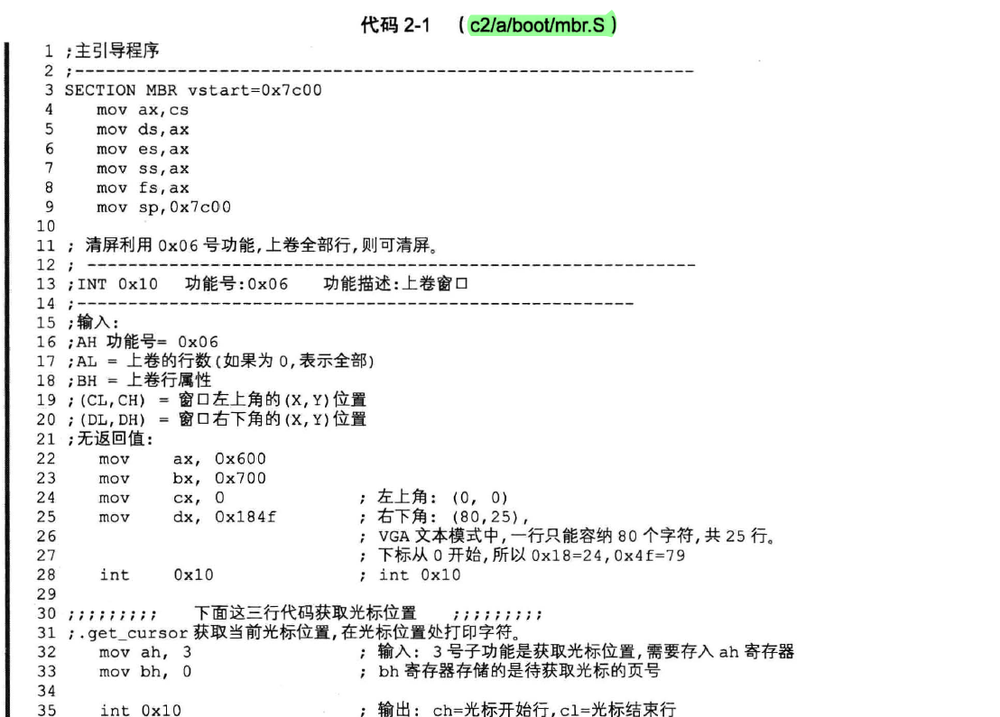 代码 2-1 （c2/a/boot/mbr.S）
1 ;主引导程序
2 ;------------------------------------------------------------
3 SECTION MBR vstart=0x7c00
4 mov ax,cs
5 mov ds,ax
6 mov es,ax
7 mov ss,ax
8 mov fs,ax
9 mov sp,0x7c00
10
11 ; 清屏利用 0x06 号功能,上卷全部行,则可清屏。
12 ; -----------------------------------------------------------
13 ;INT 0x10 功能号:0x06 功能描述:上卷窗口
14 ;------------------------------------------------------
15 ;输入:
16 ;AH 功能号= 0x06
17 ;AL = 上卷的行数(如果为 0,表示全部)
18 ;BH = 上卷行属性
19 ;(CL,CH) = 窗口左上角的(X,Y)位置
20 ;(DL,DH) = 窗口右下角的(X,Y)位置
21 ;无返回值:
22 mov ax, 0x600
23 mov bx, 0x700
24 mov cx, 0 ; 左上角: (0, 0)
25 mov dx, 0x184f ; 右下角: (80,25),
26 ; VGA 文本模式中,一行只能容纳 80 个字符,共 25 行。
27 ; 下标从 0 开始,所以 0x18=24,0x4f=79
28 int 0x10 ; int 0x10
29
30 ;;;;;;;;; 下面这三行代码获取光标位置 ;;;;;;;;;
31 ;.get_cursor 获取当前光标位置,在光标位置处打印字符。
32 mov ah, 3 ; 输入: 3 号子功能是获取光标位置,需要存入 ah 寄存器
33 mov bh, 0 ; bh 寄存器存储的是待获取光标的页号
34
35 int 0x10 ; 输出: ch=光标开始行,cl=光标结束行